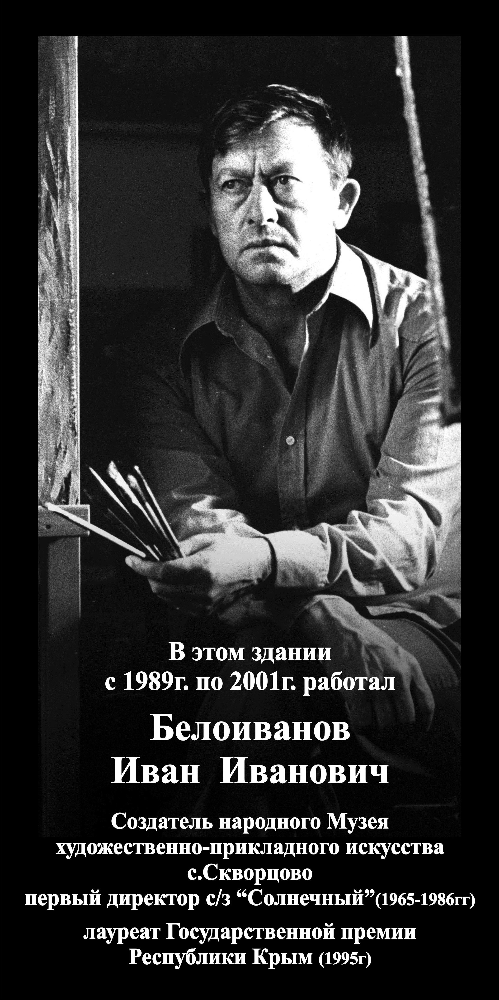 В этом здании
с 1989г. по 2001г. работал
Белоиванов
Иван Иванович
Создатель народного Музея
художественно-прикладного искусства
с.Скворцово
первый директор с/з “Солнечный”(1965-1986гг)
лауреат Государственной премии
Республики Крым (1995г)